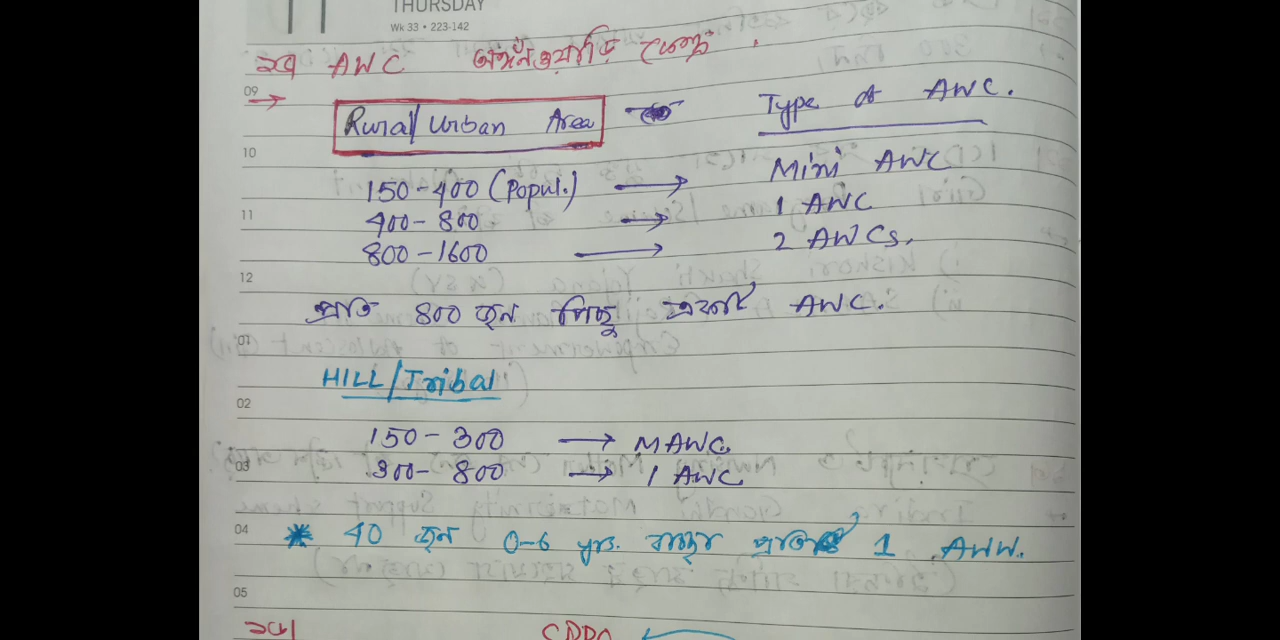 THURSDAY
Wk 33 • 223-142
২৭ AWC অঙ্গনওয়াড়ি কেন্দ্র.
09 →
Rural/Urban Area Type of AWC.
10
150-400 (Popul.) → Mini AWC
11
400-800 → 1 AWC
800-1600 → 2 AWCs.
12
প্রতি 800 জন পিছু একটি AWC.
01
HILL/Tribal
02
150-300 → MAWC.
03
300-800 → 1 AWC
04
* 40 জন 0-6 yrs. বাচ্চার প্রতি 1 AWW.
05
২৮।
CDPO